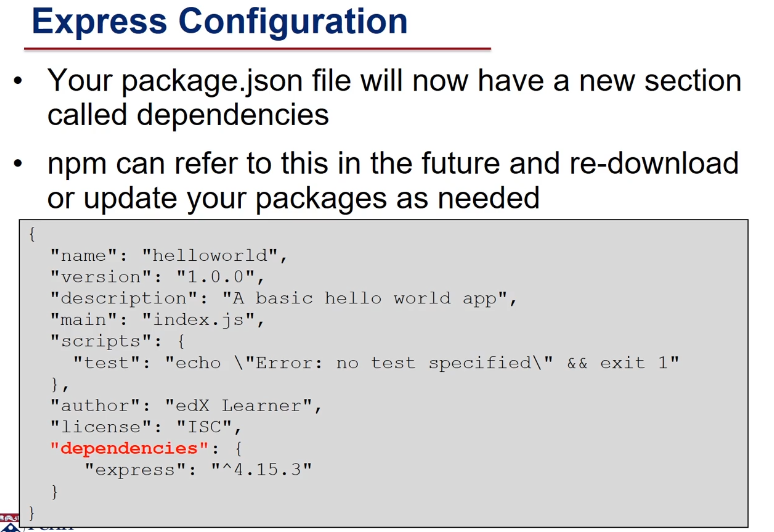 Express Configuration
• Your package.json file will now have a new section
called dependencies
• npm can refer to this in the future and re-download
or update your packages as needed
{
  "name": "helloworld",
  "version": "1.0.0",
  "description": "A basic hello world app",
  "main": "index.js",
  "scripts": {
    "test": "echo \"Error: no test specified\" && exit 1"
  },
  "author": "edX Learner",
  "license": "ISC",
  "dependencies": {
     "express": "^4.15.3"
  }
}